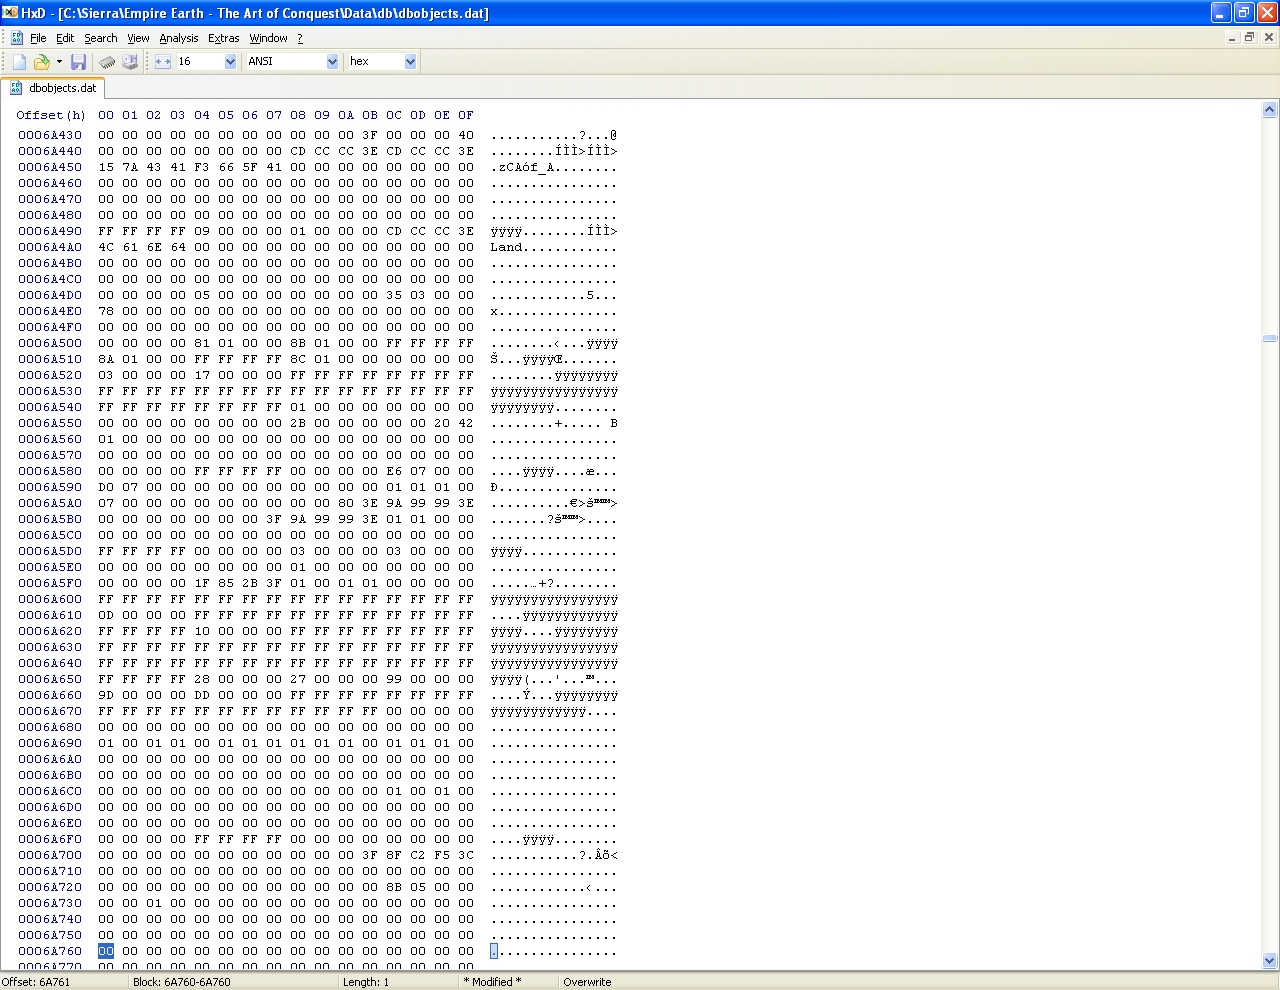 HxD - [C:\Sierra\Empire Earth - The Art of Conquest\Data\db\dbobjects.dat]
File Edit Search View Analysis Extras Window ?
16 ANSI hex
dbobjects.dat
Offset(h) 00 01 02 03 04 05 06 07 08 09 0A 0B 0C 0D 0E 0F
0006A430 00 00 00 00 00 00 00 00 00 00 00 3F 00 00 00 40 ...........?...@
0006A440 00 00 00 00 00 00 00 00 CD CC CC 3E CD CC CC 3E ........ÍÌÌ>ÍÌÌ>
0006A450 15 7A 43 41 F3 66 5F 41 00 00 00 00 00 00 00 00 .zCAóf_A........
0006A460 00 00 00 00 00 00 00 00 00 00 00 00 00 00 00 00 ................
0006A470 00 00 00 00 00 00 00 00 00 00 00 00 00 00 00 00 ................
0006A480 00 00 00 00 00 00 00 00 00 00 00 00 00 00 00 00 ................
0006A490 FF FF FF FF 09 00 00 00 01 00 00 00 CD CC CC 3E ÿÿÿÿ........ÍÌÌ>
0006A4A0 4C 61 6E 64 00 00 00 00 00 00 00 00 00 00 00 00 Land............
0006A4B0 00 00 00 00 00 00 00 00 00 00 00 00 00 00 00 00 ................
0006A4C0 00 00 00 00 00 00 00 00 00 00 00 00 00 00 00 00 ................
0006A4D0 00 00 00 00 05 00 00 00 00 00 00 00 35 03 00 00 ............5...
0006A4E0 78 00 00 00 00 00 00 00 00 00 00 00 00 00 00 00 x...............
0006A4F0 00 00 00 00 00 00 00 00 00 00 00 00 00 00 00 00 ................
0006A500 00 00 00 00 81 01 00 00 8B 01 00 00 FF FF FF FF ........‹...ÿÿÿÿ
0006A510 8A 01 00 00 FF FF FF FF 8C 01 00 00 00 00 00 00 Š...ÿÿÿÿŒ.......
0006A520 03 00 00 00 17 00 00 00 FF FF FF FF FF FF FF FF ........ÿÿÿÿÿÿÿÿ
0006A530 FF FF FF FF FF FF FF FF FF FF FF FF FF FF FF FF ÿÿÿÿÿÿÿÿÿÿÿÿÿÿÿÿ
0006A540 FF FF FF FF FF FF FF FF 01 00 00 00 00 00 00 00 ÿÿÿÿÿÿÿÿ........
0006A550 00 00 00 00 00 00 00 00 2B 00 00 00 00 00 20 42 ........+..... B
0006A560 01 00 00 00 00 00 00 00 00 00 00 00 00 00 00 00 ................
0006A570 00 00 00 00 00 00 00 00 00 00 00 00 00 00 00 00 ................
0006A580 00 00 00 00 FF FF FF FF 00 00 00 00 E6 07 00 00 ....ÿÿÿÿ....æ...
0006A590 D0 07 00 00 00 00 00 00 00 00 00 00 01 01 01 00 Ð...............
0006A5A0 07 00 00 00 00 00 00 00 00 00 80 3E 9A 99 99 3E ..........€>š™™>
0006A5B0 00 00 00 00 00 00 00 3F 9A 99 99 3E 01 01 00 00 .......?š™™>....
0006A5C0 00 00 00 00 00 00 00 00 00 00 00 00 00 00 00 00 ................
0006A5D0 FF FF FF FF 00 00 00 00 03 00 00 00 03 00 00 00 ÿÿÿÿ............
0006A5E0 00 00 00 00 00 00 00 00 01 00 00 00 00 00 00 00 ................
0006A5F0 00 00 00 00 1F 85 2B 3F 01 00 01 01 00 00 00 00 .....…+?........
0006A600 FF FF FF FF FF FF FF FF FF FF FF FF FF FF FF FF ÿÿÿÿÿÿÿÿÿÿÿÿÿÿÿÿ
0006A610 0D 00 00 00 FF FF FF FF FF FF FF FF FF FF FF FF ....ÿÿÿÿÿÿÿÿÿÿÿÿ
0006A620 FF FF FF FF 10 00 00 00 FF FF FF FF FF FF FF FF ÿÿÿÿ....ÿÿÿÿÿÿÿÿ
0006A630 FF FF FF FF FF FF FF FF FF FF FF FF FF FF FF FF ÿÿÿÿÿÿÿÿÿÿÿÿÿÿÿÿ
0006A640 FF FF FF FF FF FF FF FF FF FF FF FF FF FF FF FF ÿÿÿÿÿÿÿÿÿÿÿÿÿÿÿÿ
0006A650 FF FF FF FF 28 00 00 00 27 00 00 00 99 00 00 00 ÿÿÿÿ(...'...™...
0006A660 9D 00 00 00 DD 00 00 00 FF FF FF FF FF FF FF FF ....Ý...ÿÿÿÿÿÿÿÿ
0006A670 FF FF FF FF FF FF FF FF FF FF FF FF 00 00 00 00 ÿÿÿÿÿÿÿÿÿÿÿÿ....
0006A680 00 00 00 00 00 00 00 00 00 00 00 00 00 00 00 00 ................
0006A690 01 00 01 01 00 01 01 01 01 01 01 00 01 01 01 00 ................
0006A6A0 00 00 00 00 00 00 00 00 00 00 00 00 00 00 00 00 ................
0006A6B0 00 00 00 00 00 00 00 00 00 00 00 00 00 00 00 00 ................
0006A6C0 00 00 00 00 00 00 00 00 00 00 00 00 01 00 01 00 ................
0006A6D0 00 00 00 00 00 00 00 00 00 00 00 00 00 00 00 00 ................
0006A6E0 00 00 00 00 00 00 00 00 00 00 00 00 00 00 00 00 ................
0006A6F0 00 00 00 00 FF FF FF FF 00 00 00 00 00 00 00 00 ....ÿÿÿÿ........
0006A700 00 00 00 00 00 00 00 00 00 00 00 3F 8F C2 F5 3C ...........?.Âõ<
0006A710 00 00 00 00 00 00 00 00 00 00 00 00 00 00 00 00 ................
0006A720 00 00 00 00 00 00 00 00 00 00 00 00 8B 05 00 00 ............‹...
0006A730 00 00 01 00 00 00 00 00 00 00 00 00 00 00 00 00 ................
0006A740 00 00 00 00 00 00 00 00 00 00 00 00 00 00 00 00 ................
0006A750 00 00 00 00 00 00 00 00 00 00 00 00 00 00 00 00 ................
0006A760 00 00 00 00 00 00 00 00 00 00 00 00 00 00 00 00 ................
0006A770 00 00 00 00 00 00 00 00 00 00 00 00 00 00 00 00 ................
Offset: 6A761 Block: 6A760-6A760 Length: 1 * Modified * Overwrite